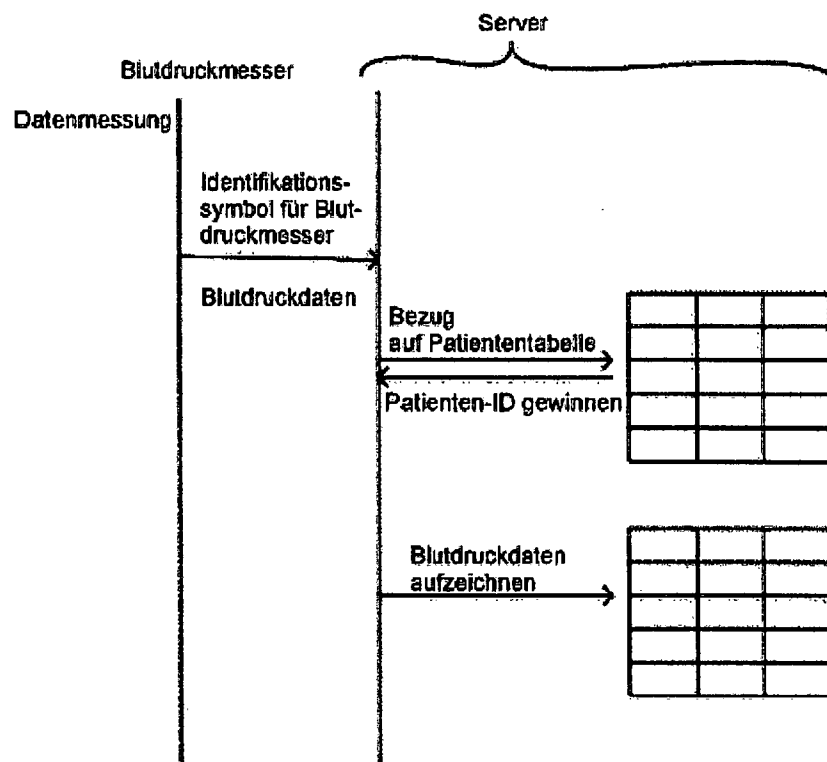 Server
Blutdruckmesser
Datenmessung
Identifikations-
symbol für Blut-
druckmesser
Blutdruckdaten
Bezug
auf Patiententabelle
Patienten-ID gewinnen
Blutdruckdaten
aufzeichnen